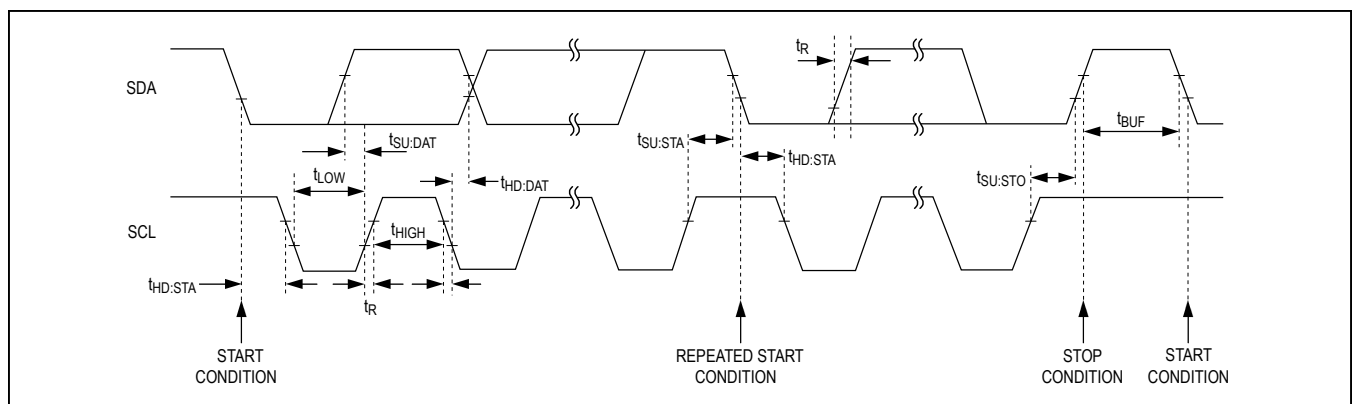 SDA
tR
tSU:DAT
tSU:STA
tHD:STA
tBUF
tLOW
tHD:DAT
tSU:STO
SCL
tHIGH
tHD:STA
tR
START
CONDITION
REPEATED START
CONDITION
STOP
CONDITION
START
CONDITION